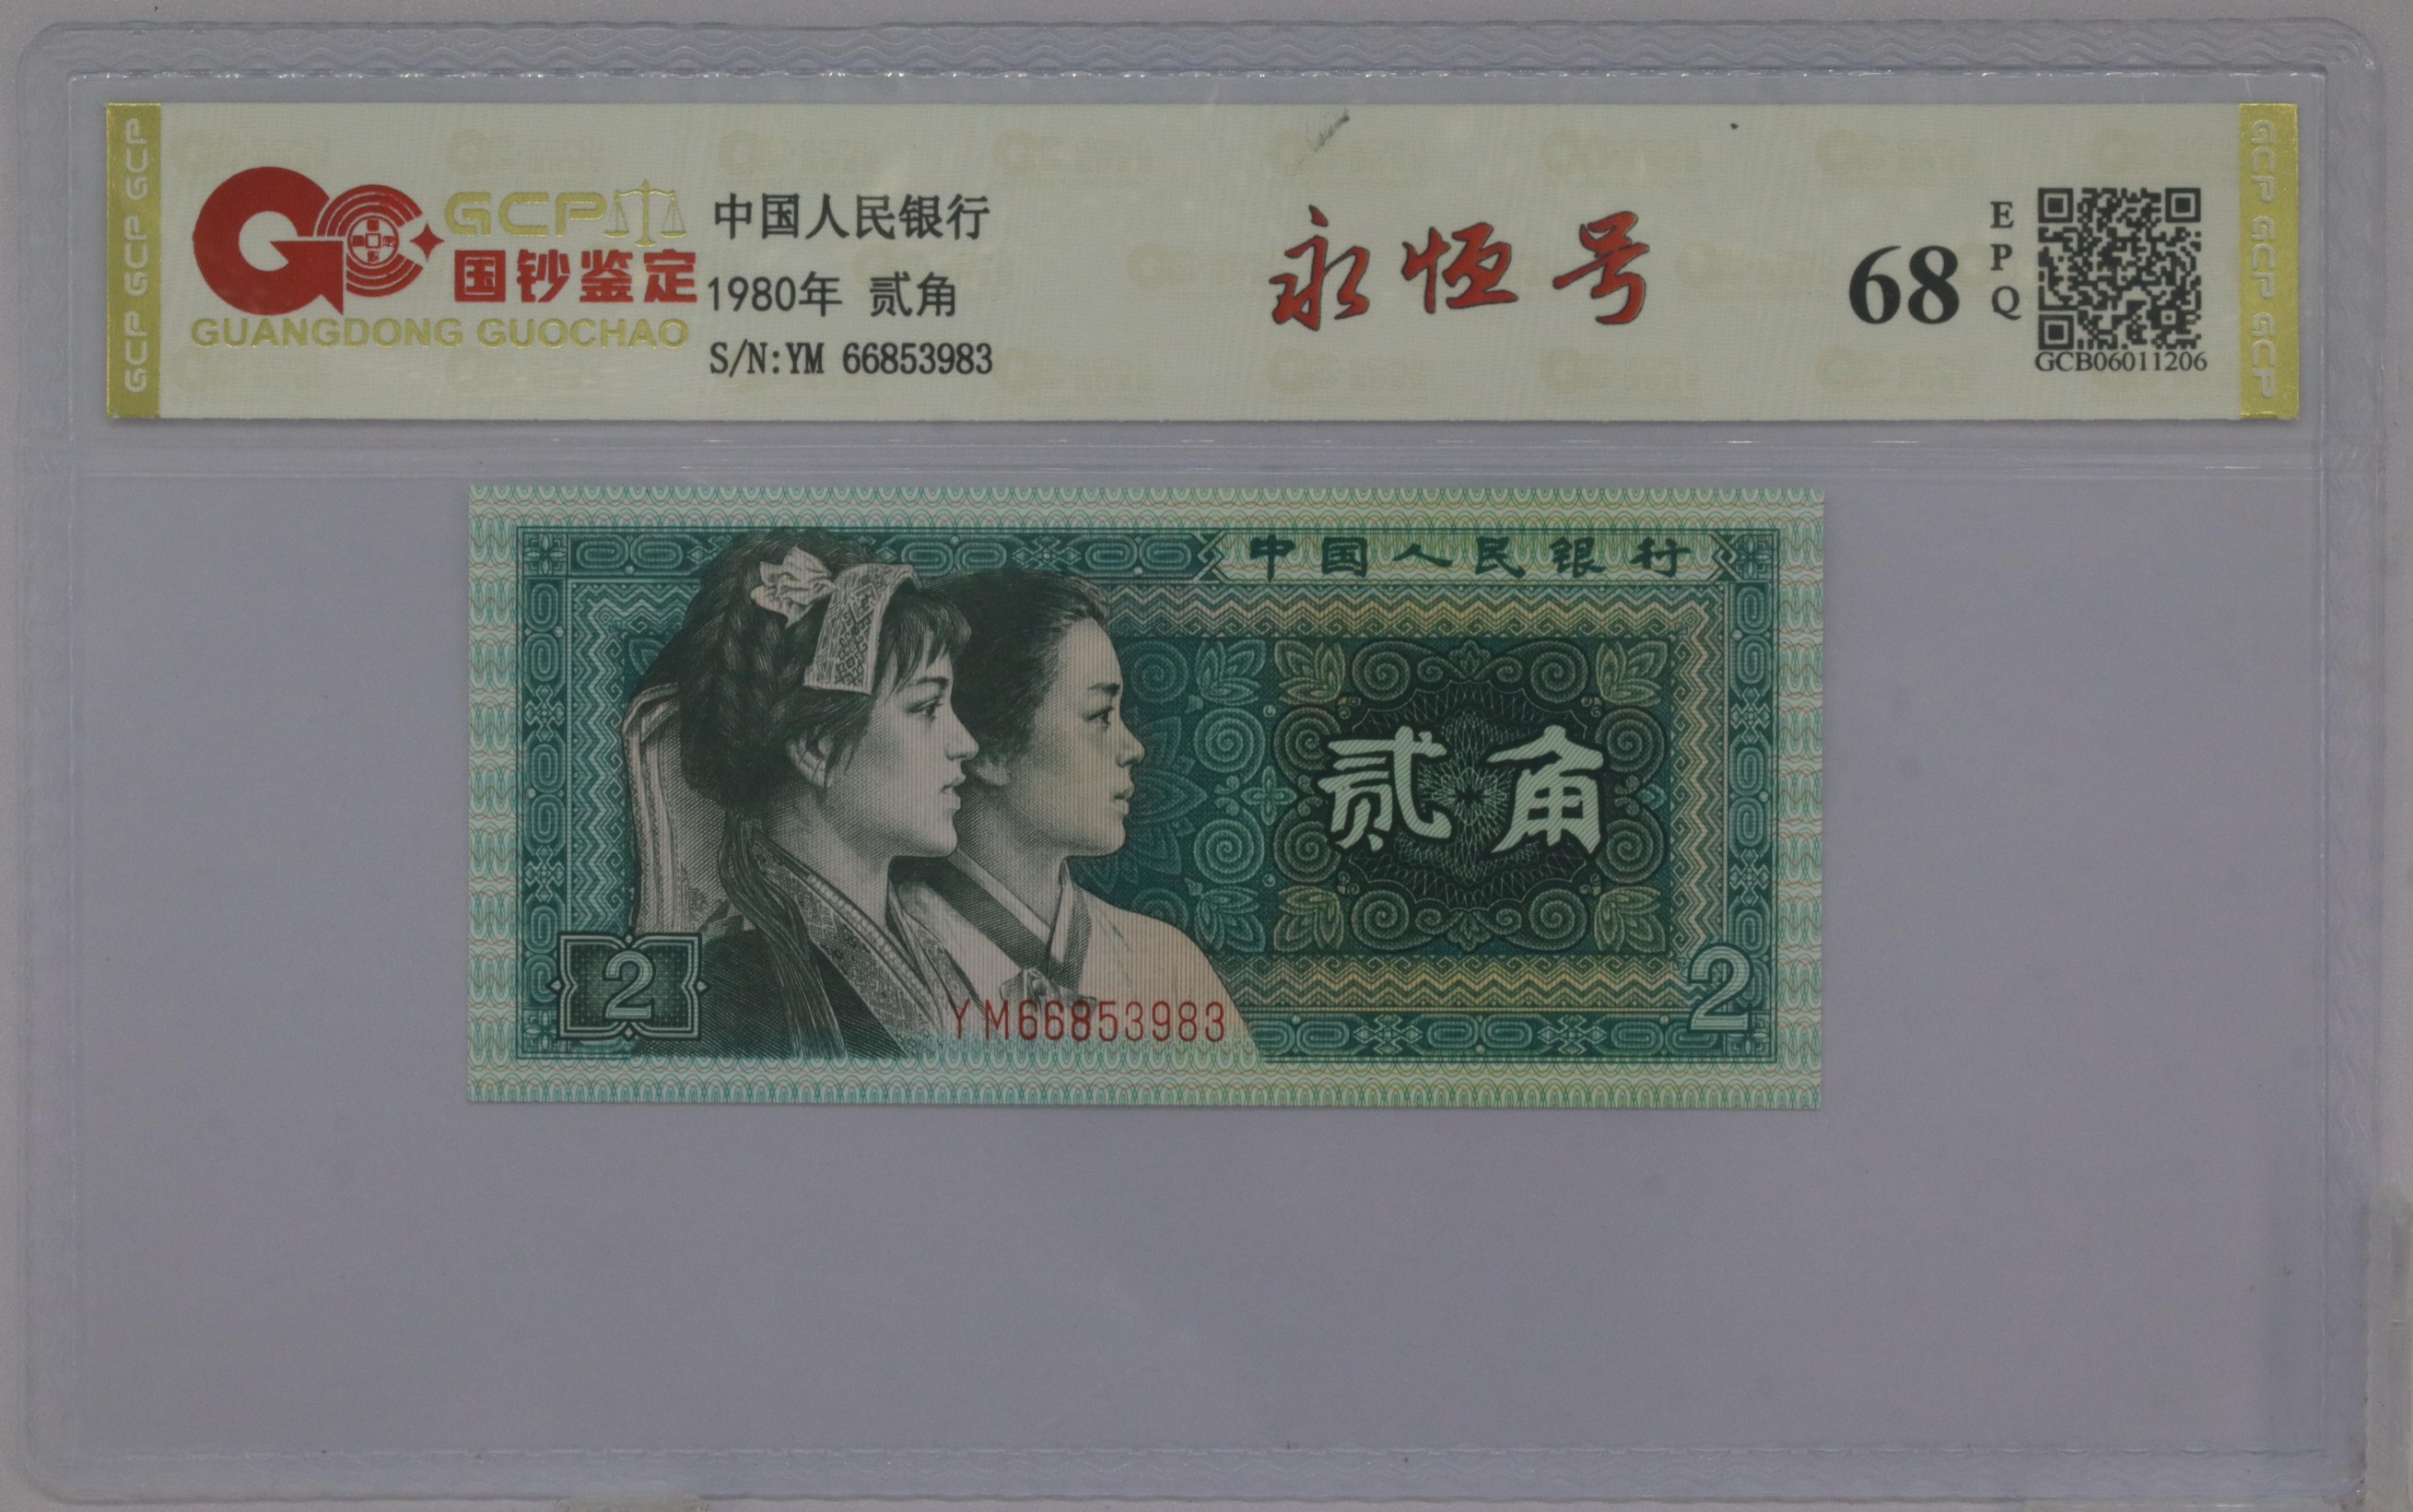 GCP GCP GCP
GCP
国钞鉴定
GUANGDONG GUOCHAO
中国人民银行
1980年 贰角
S/N:YM 66853983
永恒号
68
EPQ
GCB06011206
GCP GCP GCP
中国人民银行
贰角
2
YM66853983
2